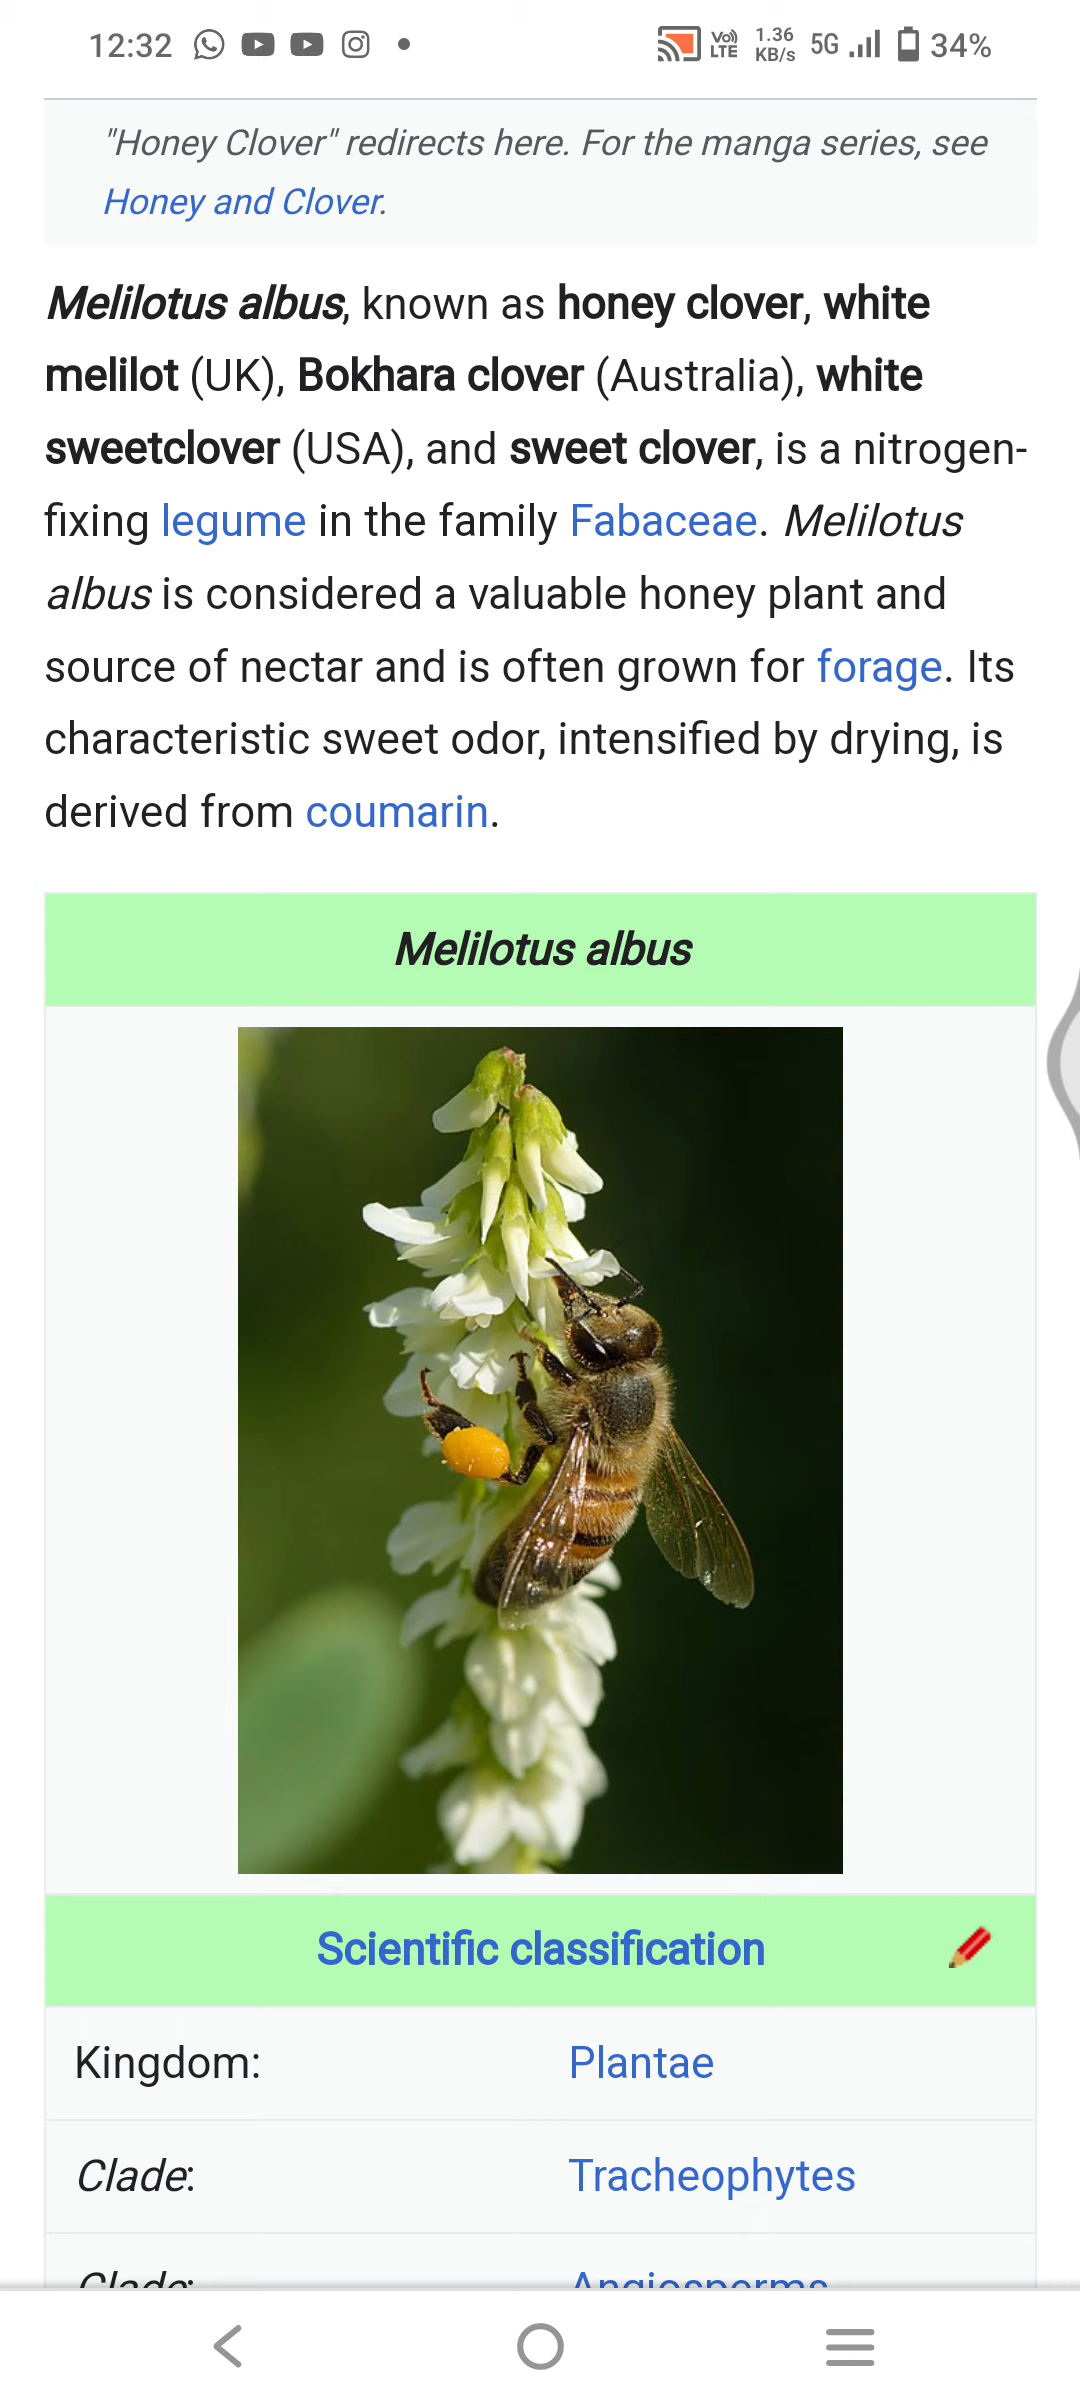 12:32 VoD LTE 1.36 KB/s 5G 34%
"Honey Clover" redirects here. For the manga series, see
Honey and Clover.
Melilotus albus, known as honey clover, white
melilot (UK), Bokhara clover (Australia), white
sweetclover (USA), and sweet clover, is a nitrogen-
fixing legume in the family Fabaceae. Melilotus
albus is considered a valuable honey plant and
source of nectar and is often grown for forage. Its
characteristic sweet odor, intensified by drying, is
derived from coumarin.
Melilotus albus
Scientific classification
Kingdom: Plantae
Clade: Tracheophytes
Clade: Angiosperms